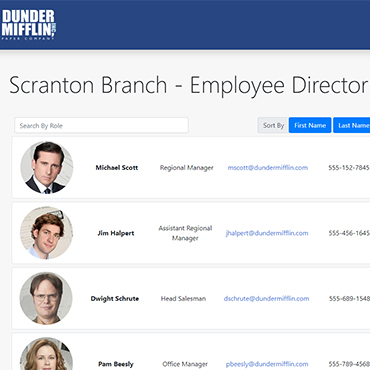 DUNDER
MIFFLIN INC
PAPER COMPANY
Scranton Branch - Employee Director
Search By Role
Sort By First Name Last Name
Michael Scott Regional Manager mscott@dundermifflin.com 555-152-7845
Jim Halpert Assistant Regional Manager jhalpert@dundermifflin.com 555-456-1645
Dwight Schrute Head Salesman dschrute@dundermifflin.com 555-689-1548
Pam Beesly Office Manager pbeesly@dundermifflin.com 555-789-4568